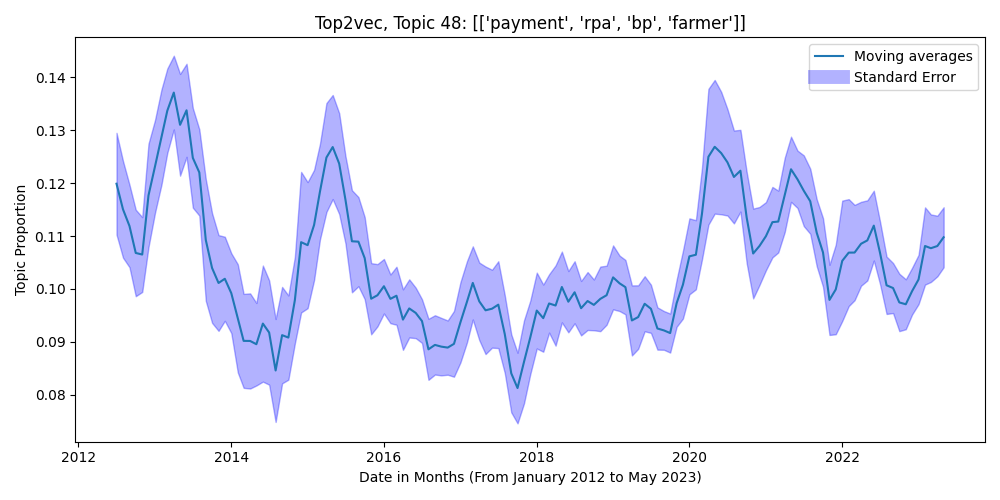 Top2vec, Topic 48: [['payment', 'rpa', 'bp', 'farmer']]
Moving averages
Standard Error
Topic Proportion
0.14
0.13
0.12
0.11
0.10
0.09
0.08
2012 2014 2016 2018 2020 2022
Date in Months (From January 2012 to May 2023)